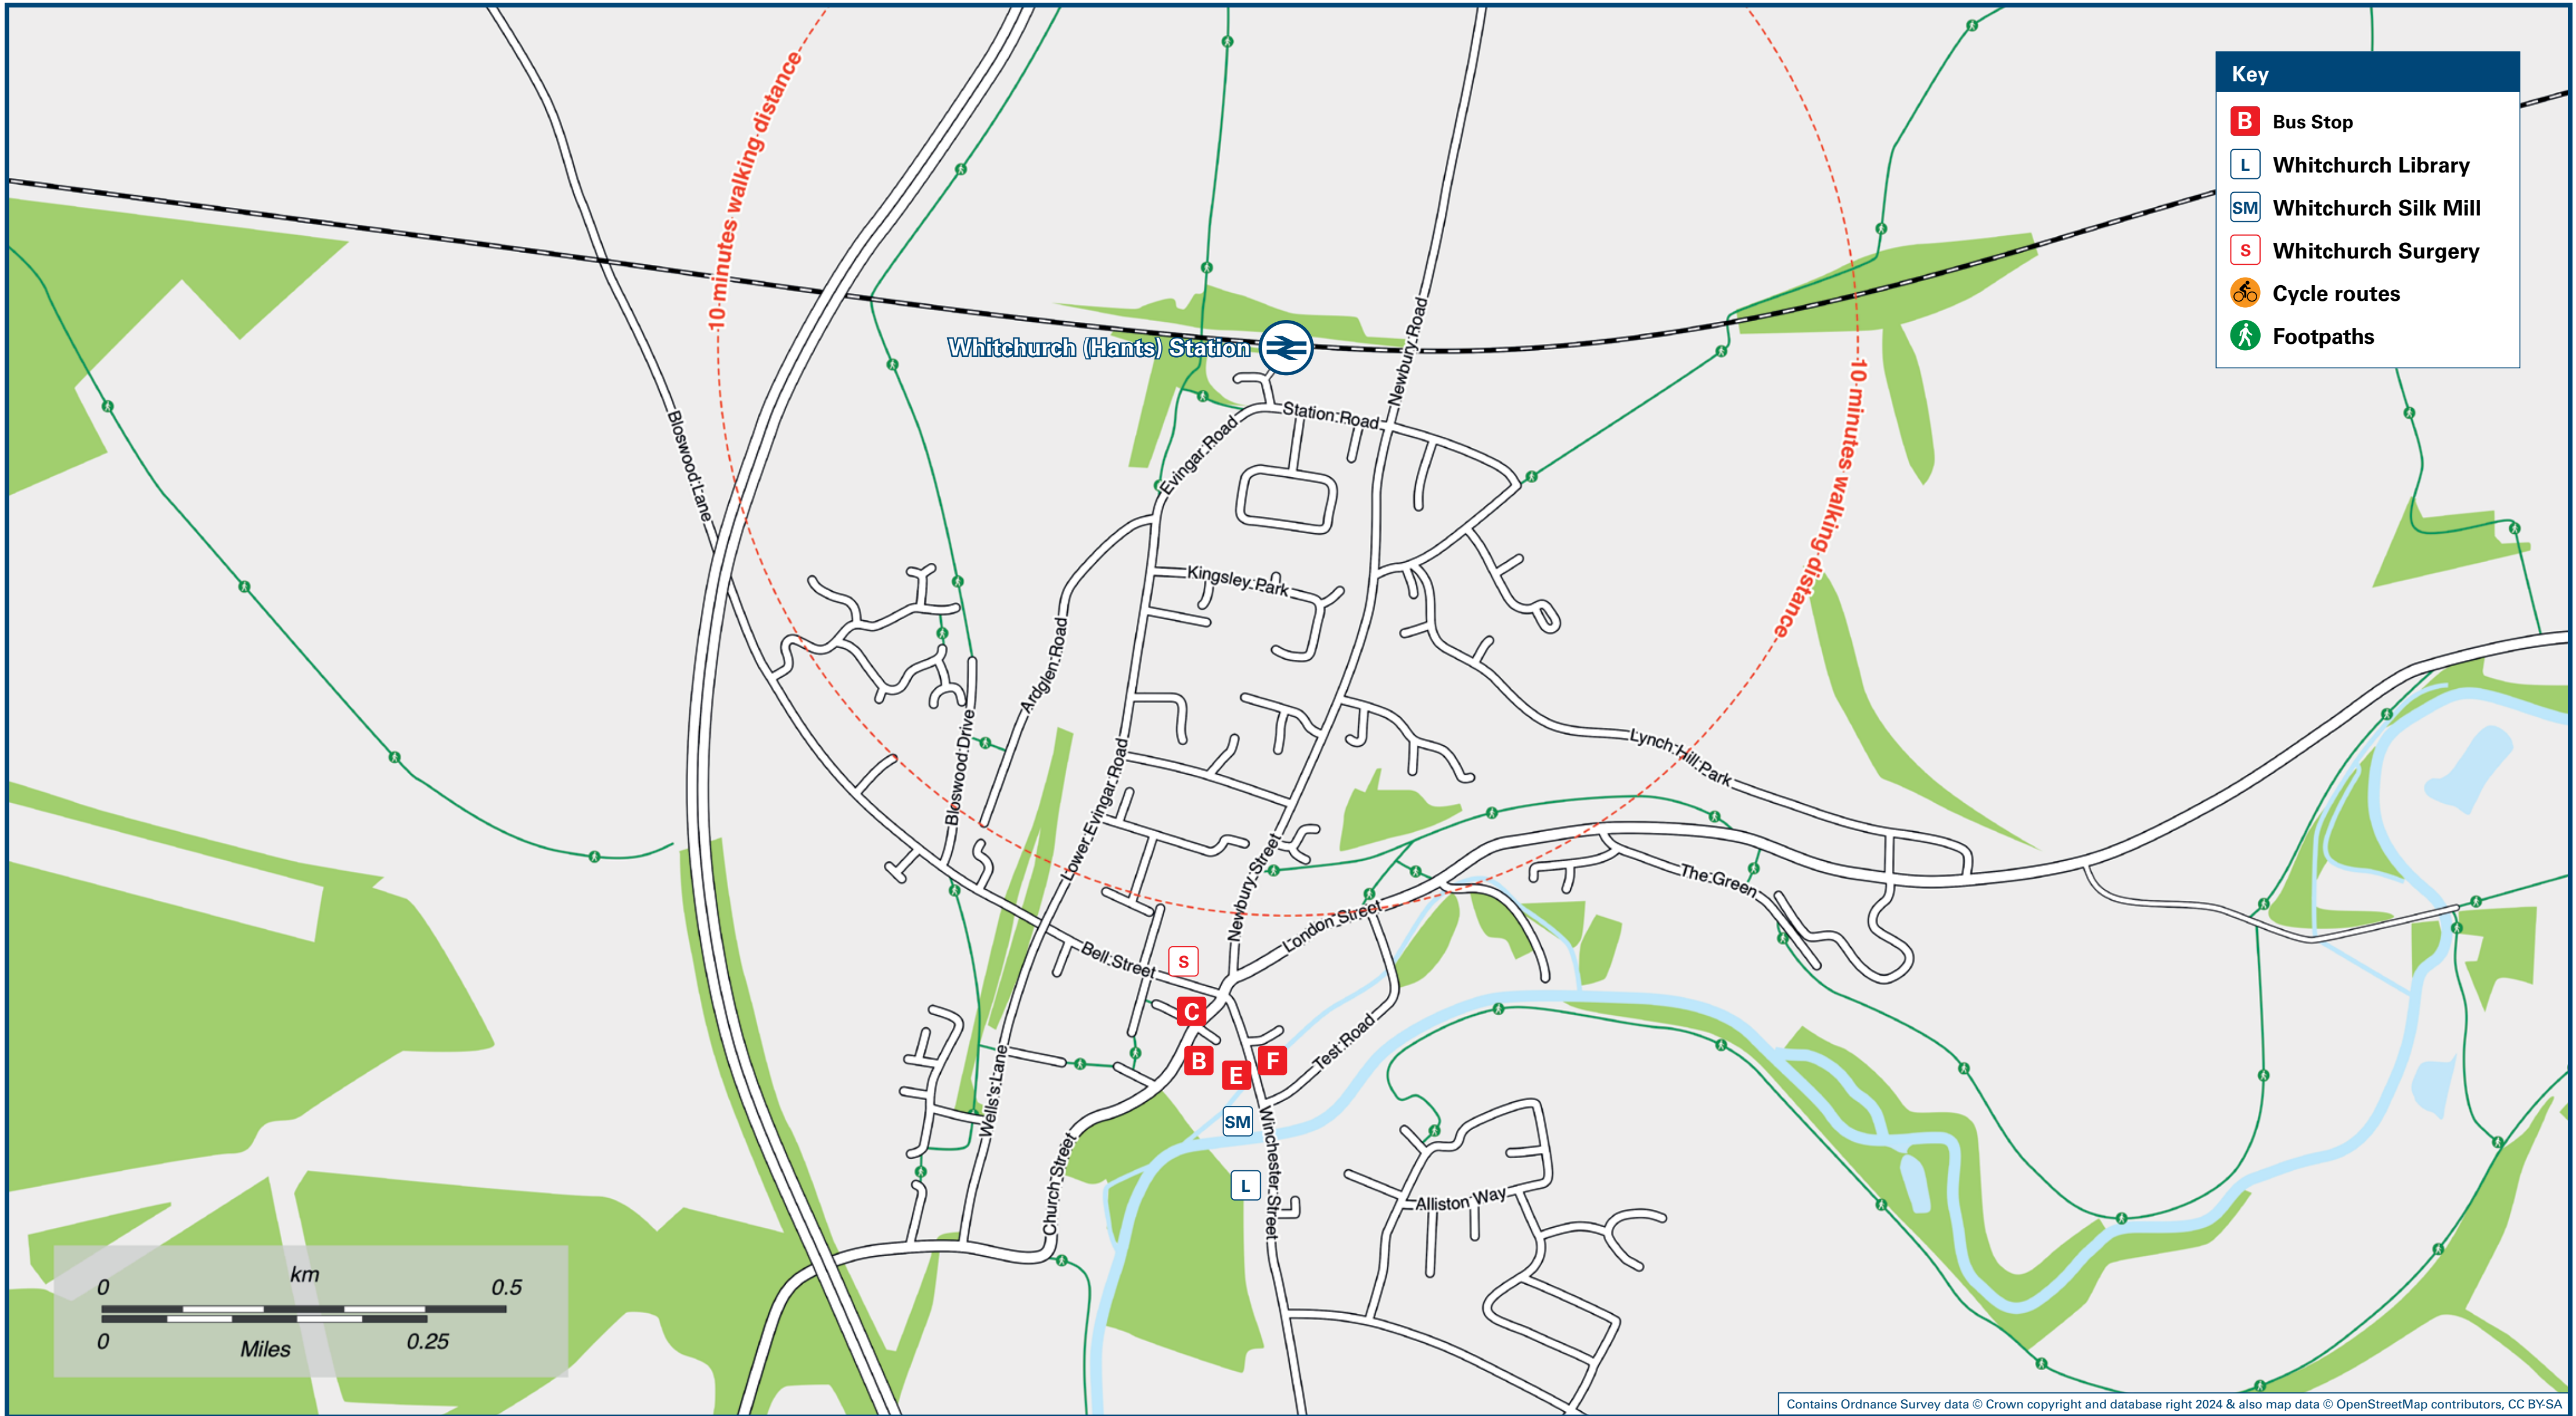 10 minutes walking distance
Key
B Bus Stop
L Whitchurch Library
SM Whitchurch Silk Mill
S Whitchurch Surgery
Cycle routes
Footpaths
Whitchurch (Hants) Station
Newbury Road
Station Road
Evingar Road
Bloswood Lane
10 minutes walking distance
Kingsley Park
Ardglen Road
Bloswood Drive
Lower Evingar Road
Lynch Hill Park
Newbury Street
The Green
London Street
Bell Street
S
C
B
E
F
Test Road
Wells's Lane
SM
Winchester Street
Church Street
L
Alliston Way
km
0 0.5
0 0.25
Miles
Contains Ordnance Survey data © Crown copyright and database right 2024 & also map data © OpenStreetMap contributors, CC BY-SA